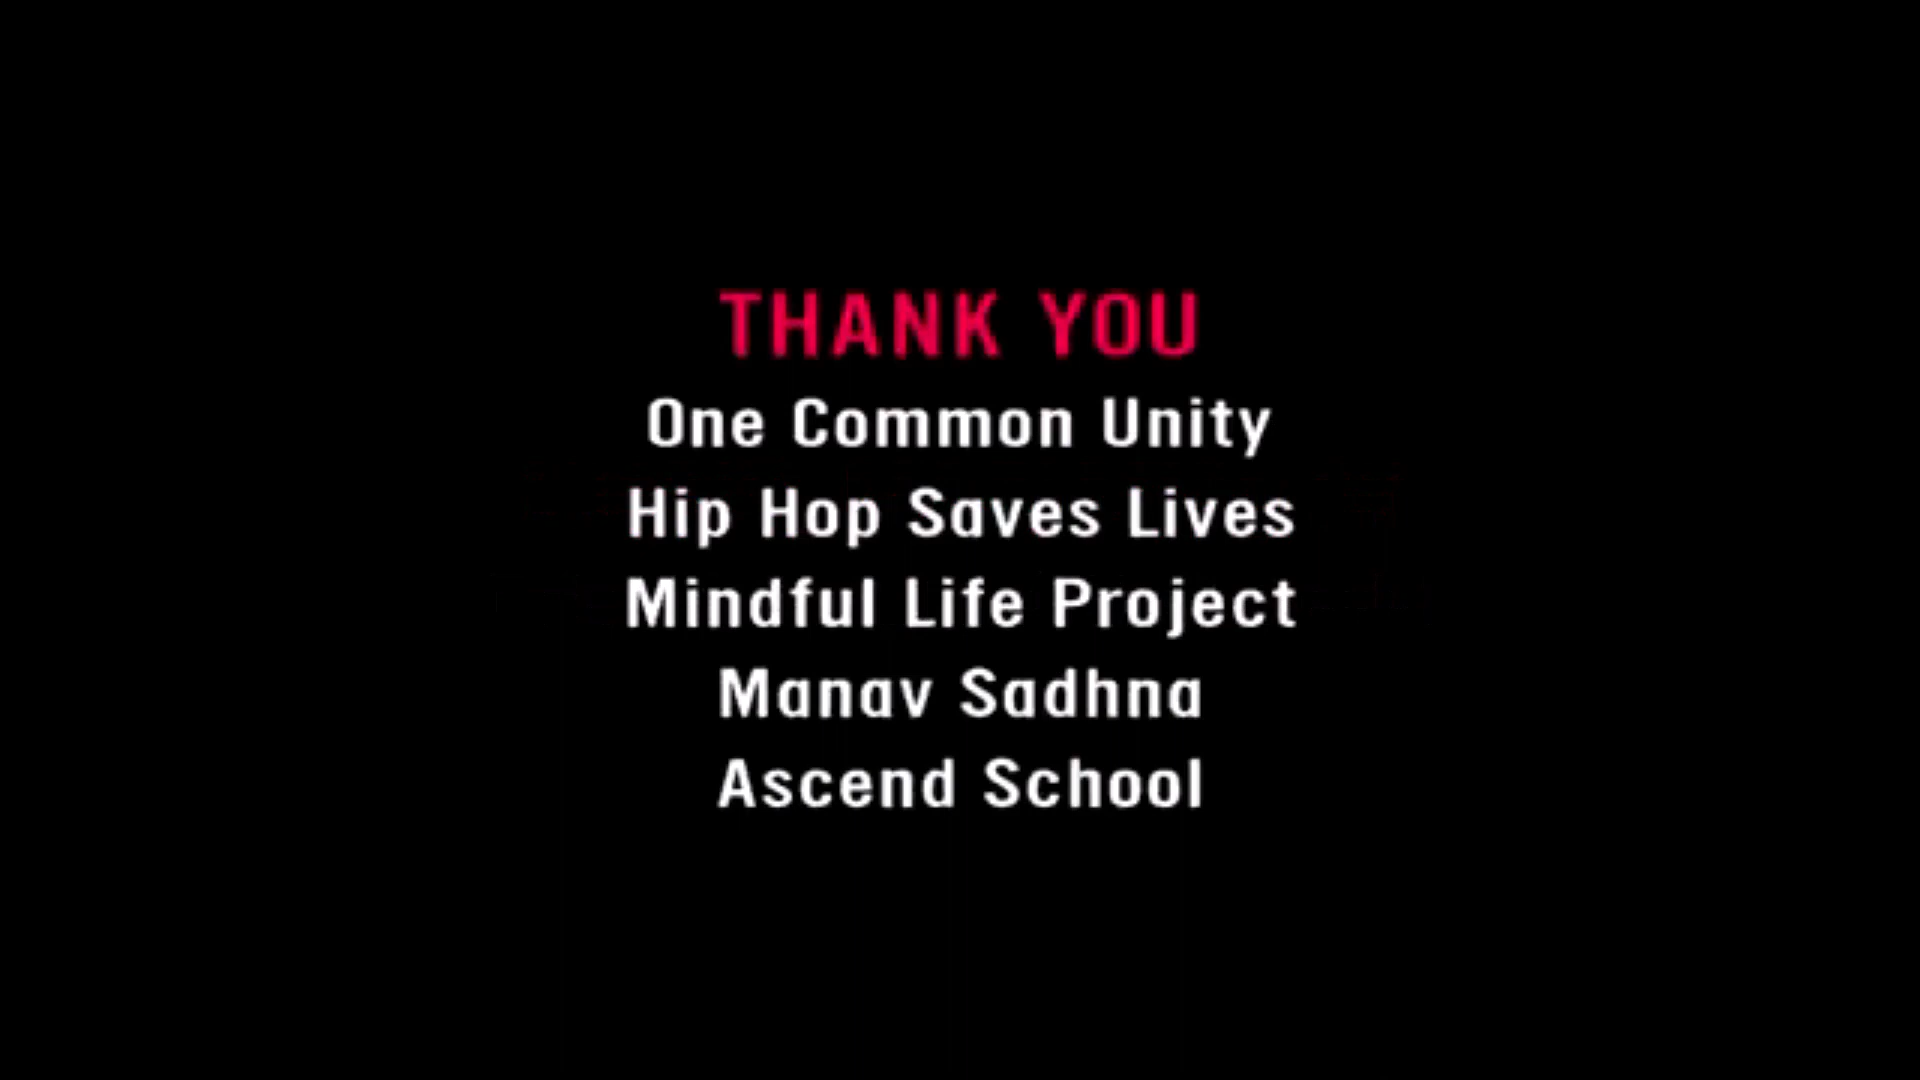 THANK YOU
One Common Unity
Hip Hop Saves Lives
Mindful Life Project
Manav Sadhna
Ascend School